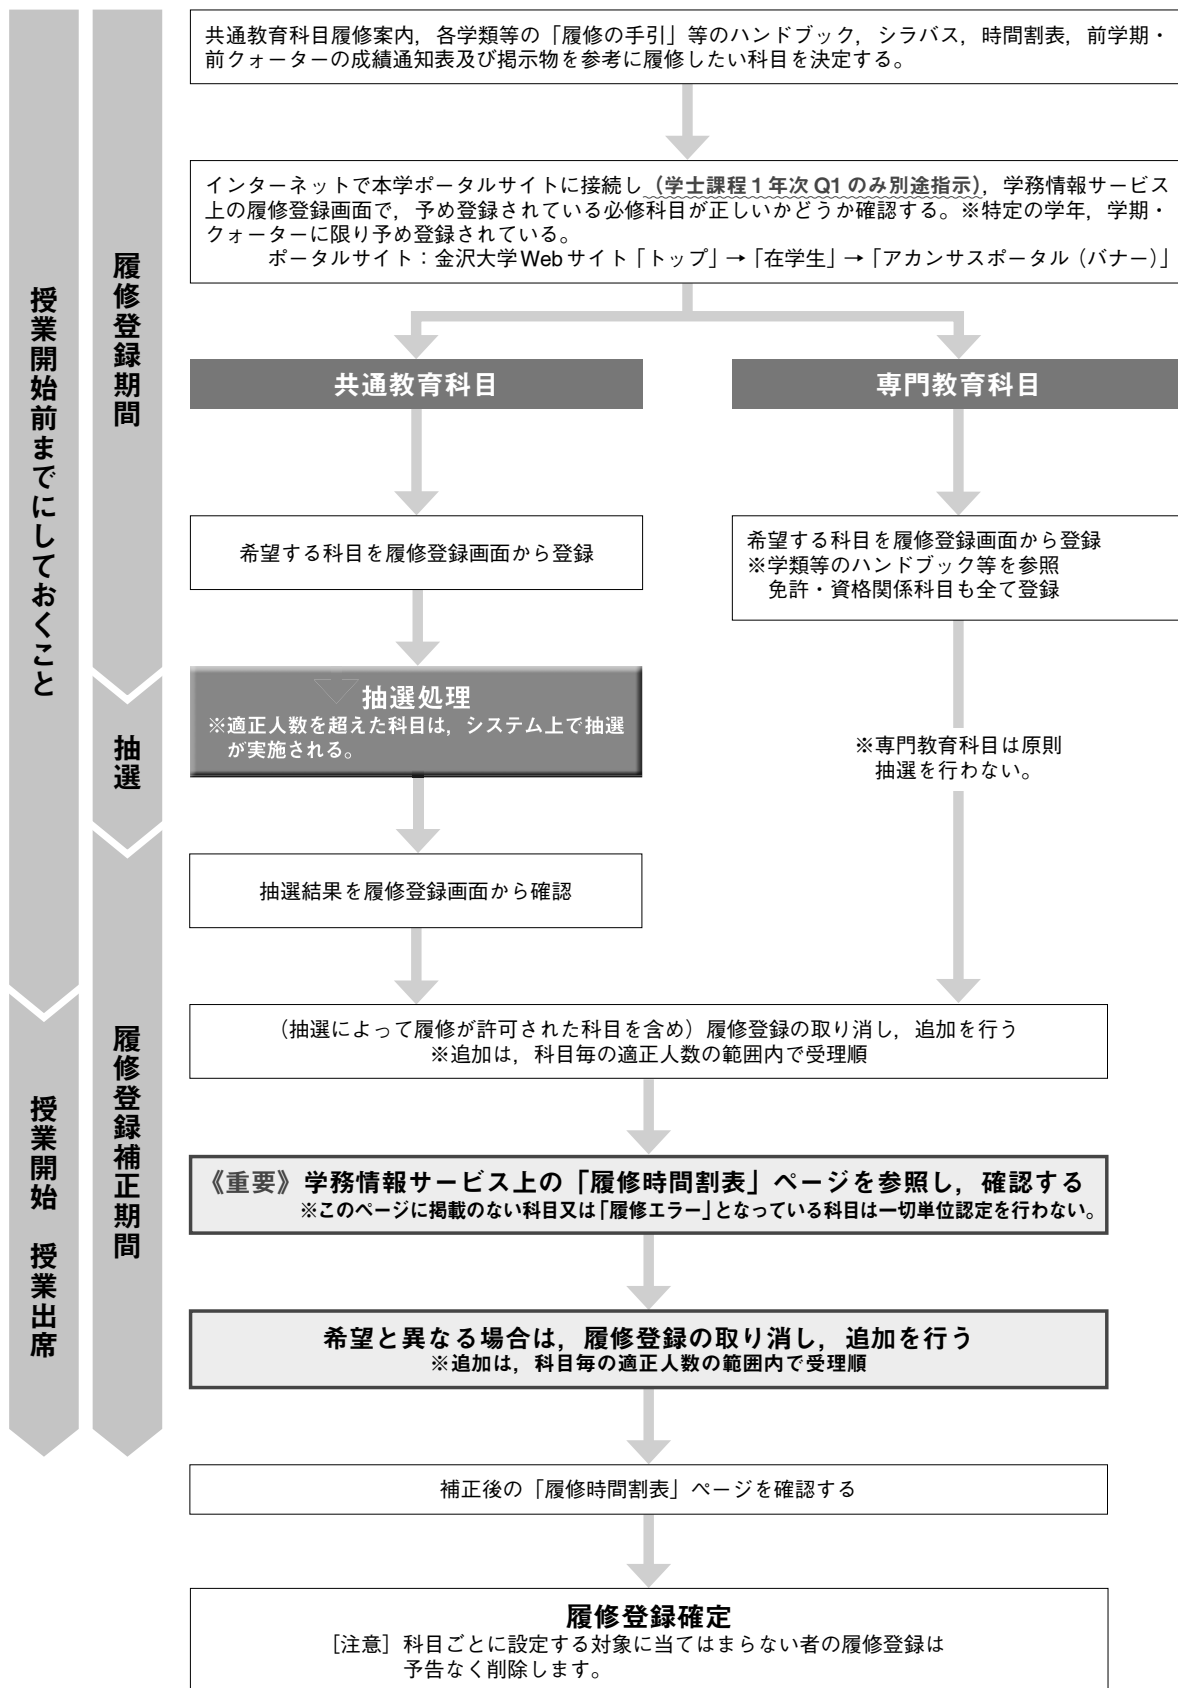 共通教育科目履修案内，各学類等の「履修の手引」等のハンドブック，シラバス，時間割表，前学期・
前クォーターの成績通知表及び掲示物を参考に履修したい科目を決定する。
インターネットで本学ポータルサイトに接続し（学士課程１年次 Q1 のみ別途指示），学務情報サービス
上の履修登録画面で，予め登録されている必修科目が正しいかどうか確認する。※特定の学年，学期・
クォーターに限り予め登録されている。
ポータルサイト：金沢大学Webサイト「トップ」→「在学生」→「アカンサスポータル（バナー）」
授業開始前までにしておくこと
履修登録期間
共通教育科目
専門教育科目
希望する科目を履修登録画面から登録
希望する科目を履修登録画面から登録
※学類等のハンドブック等を参照
免許・資格関係科目も全て登録
抽選
抽選処理
※適正人数を超えた科目は，システム上で抽選
が実施される。
※専門教育科目は原則
抽選を行わない。
抽選結果を履修登録画面から確認
授業開始　授業出席
履修登録補正期間
（抽選によって履修が許可された科目を含め）履修登録の取り消し，追加を行う
※追加は，科目毎の適正人数の範囲内で受理順
《重要》学務情報サービス上の「履修時間割表」ページを参照し，確認する
※このページに掲載のない科目又は「履修エラー」となっている科目は一切単位認定を行わない。
希望と異なる場合は，履修登録の取り消し，追加を行う
※追加は，科目毎の適正人数の範囲内で受理順
補正後の「履修時間割表」ページを確認する
履修登録確定
［注意］科目ごとに設定する対象に当てはまらない者の履修登録は
予告なく削除します。